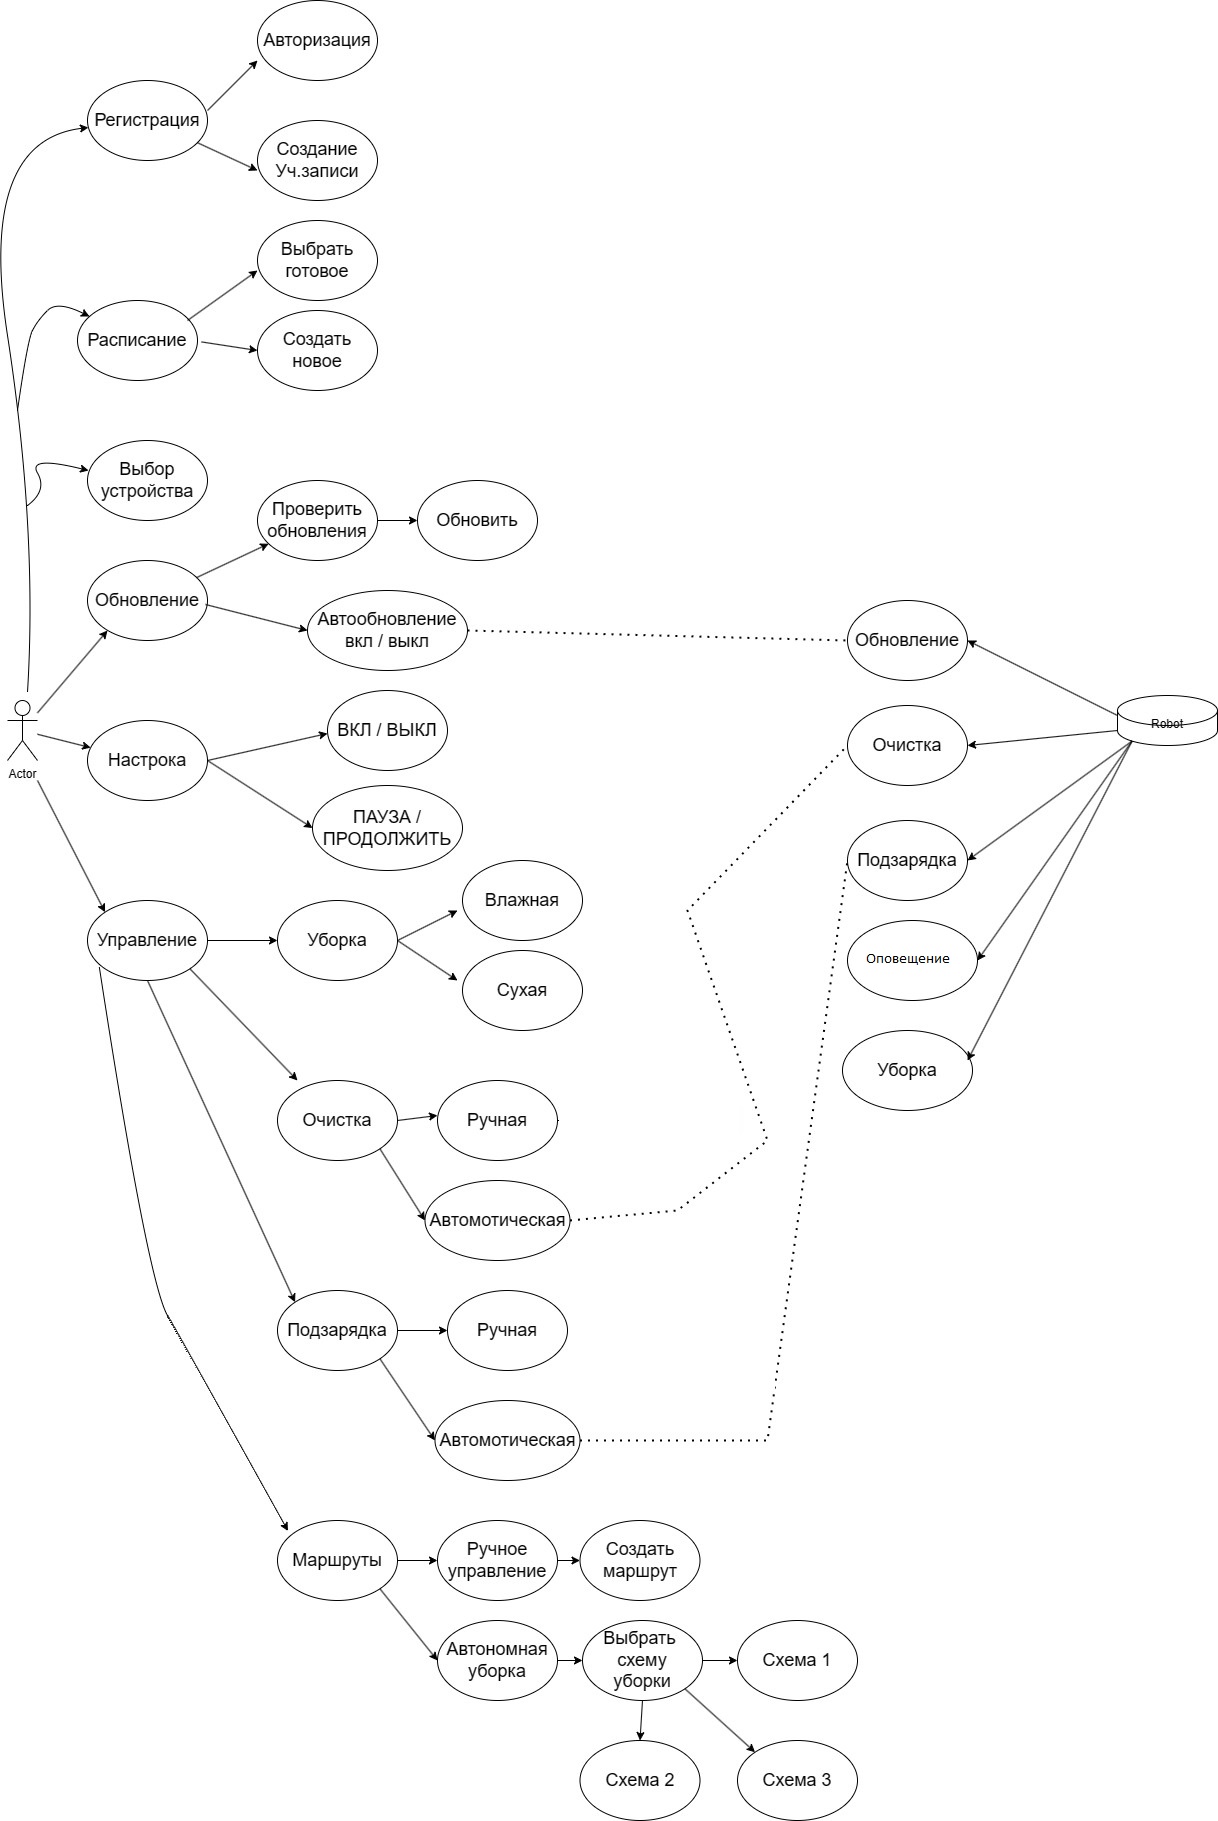 Авторизация
Регистрация
Создание
Уч.записи
Выбрать
готовое
Расписание
Создать
новое
Выбор
устройства
Проверить
обновления
Обновить
Обновление
Автообновление
вкл / выкл
Обновление
Robot
Очистка
Actor
Настрока
ВКЛ / ВЫКЛ
ПАУЗА /
ПРОДОЛЖИТЬ
Подзарядка
Оповещение
Уборка
Управление
Уборка
Влажная
Сухая
Очистка
Ручная
Автомотическая
Подзарядка
Ручная
Автомотическая
Маршруты
Ручное
управление
Создать
маршрут
Автономная
уборка
Выбрать
схему
уборки
Схема 1
Схема 2
Схема 3